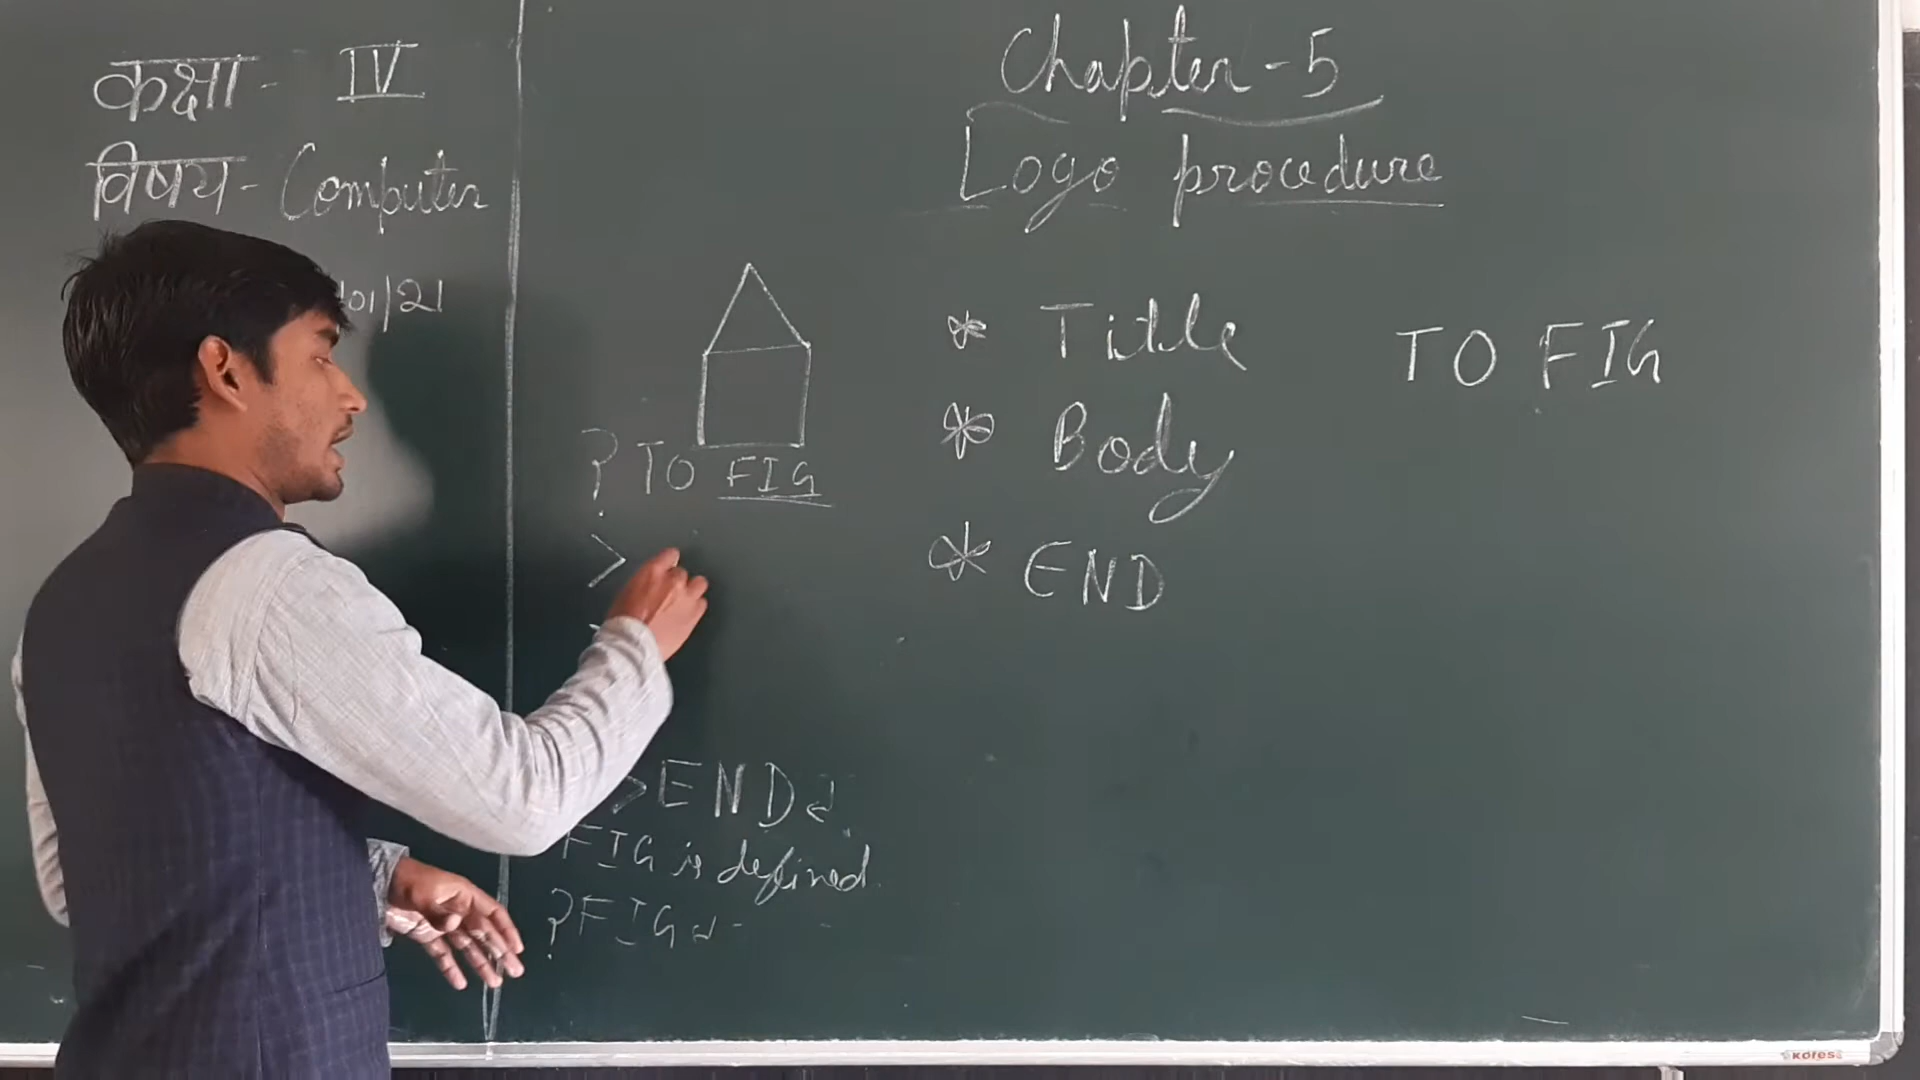 कक्षा - IV
विषय - Computer
/01/21
Chapter - 5
Logo procedure
* Title TO FIG
* Body
* END
? TO FIG
>
>END↲
FIG is defined.
?FIG↲
kores